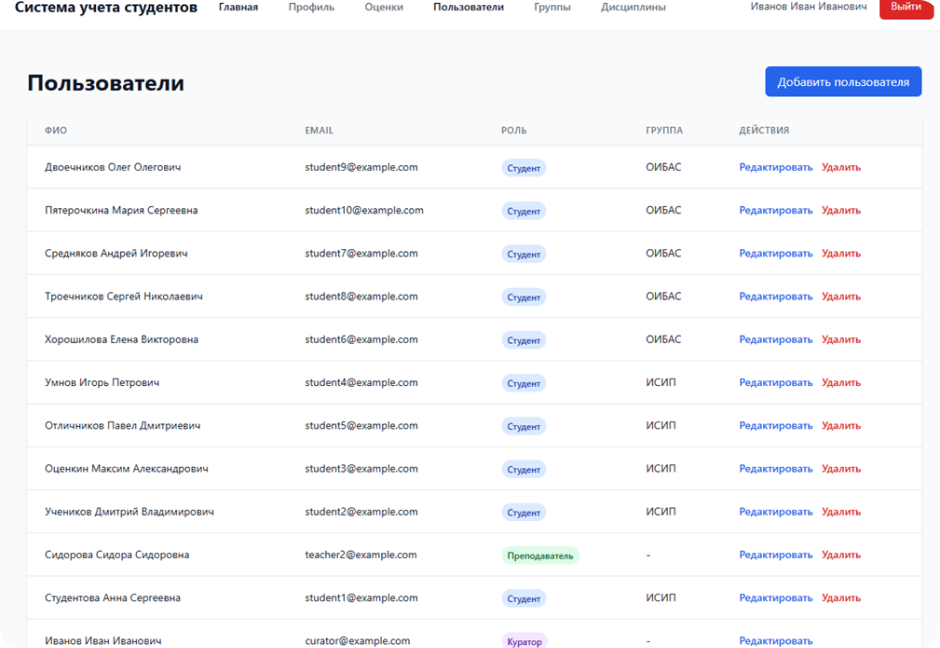 Система учета студентов Главная Профиль Оценки Пользователи Группы Дисциплины Иванов Иван Иванович Выйти
Пользователи Добавить пользователя
ФИО EMAIL РОЛЬ ГРУППА ДЕЙСТВИЯ
Двоечников Олег Олегович student9@example.com Студент ОИБАС Редактировать Удалить
Пятерочкина Мария Сергеевна student10@example.com Студент ОИБАС Редактировать Удалить
Средняков Андрей Игоревич student7@example.com Студент ОИБАС Редактировать Удалить
Троечников Сергей Николаевич student8@example.com Студент ОИБАС Редактировать Удалить
Хорошилова Елена Викторовна student6@example.com Студент ОИБАС Редактировать Удалить
Умнов Игорь Петрович student4@example.com Студент ИСИП Редактировать Удалить
Отличников Павел Дмитриевич student5@example.com Студент ИСИП Редактировать Удалить
Оценкин Максим Александрович student3@example.com Студент ИСИП Редактировать Удалить
Учеников Дмитрий Владимирович student2@example.com Студент ИСИП Редактировать Удалить
Сидорова Сидора Сидоровна teacher2@example.com Преподаватель - Редактировать Удалить
Студентова Анна Сергеевна student1@example.com Студент ИСИП Редактировать Удалить
Иванов Иван Иванович curator@example.com Куратор - Редактировать